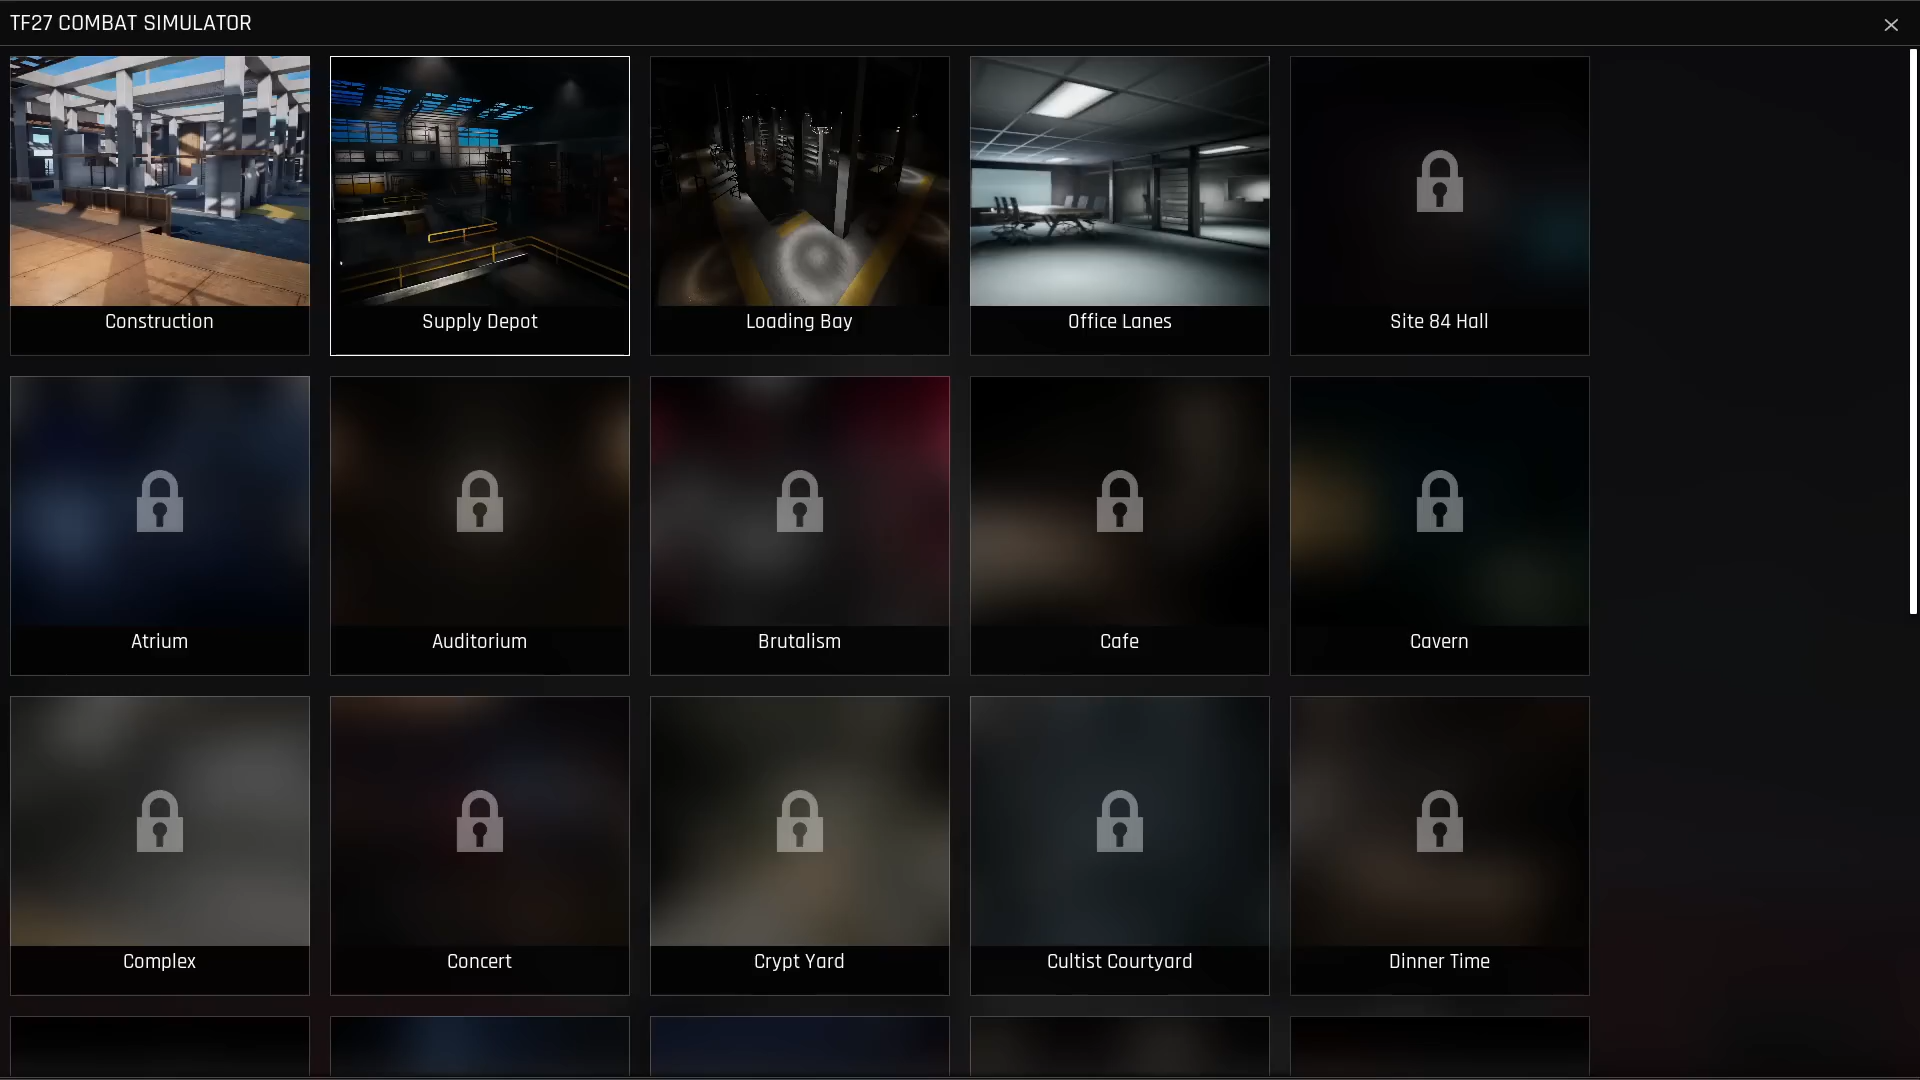 TF27 COMBAT SIMULATOR
Construction
Supply Depot
Loading Bay
Office Lanes
Site 84 Hall
Atrium
Auditorium
Brutalism
Cafe
Cavern
Complex
Concert
Crypt Yard
Cultist Courtyard
Dinner Time